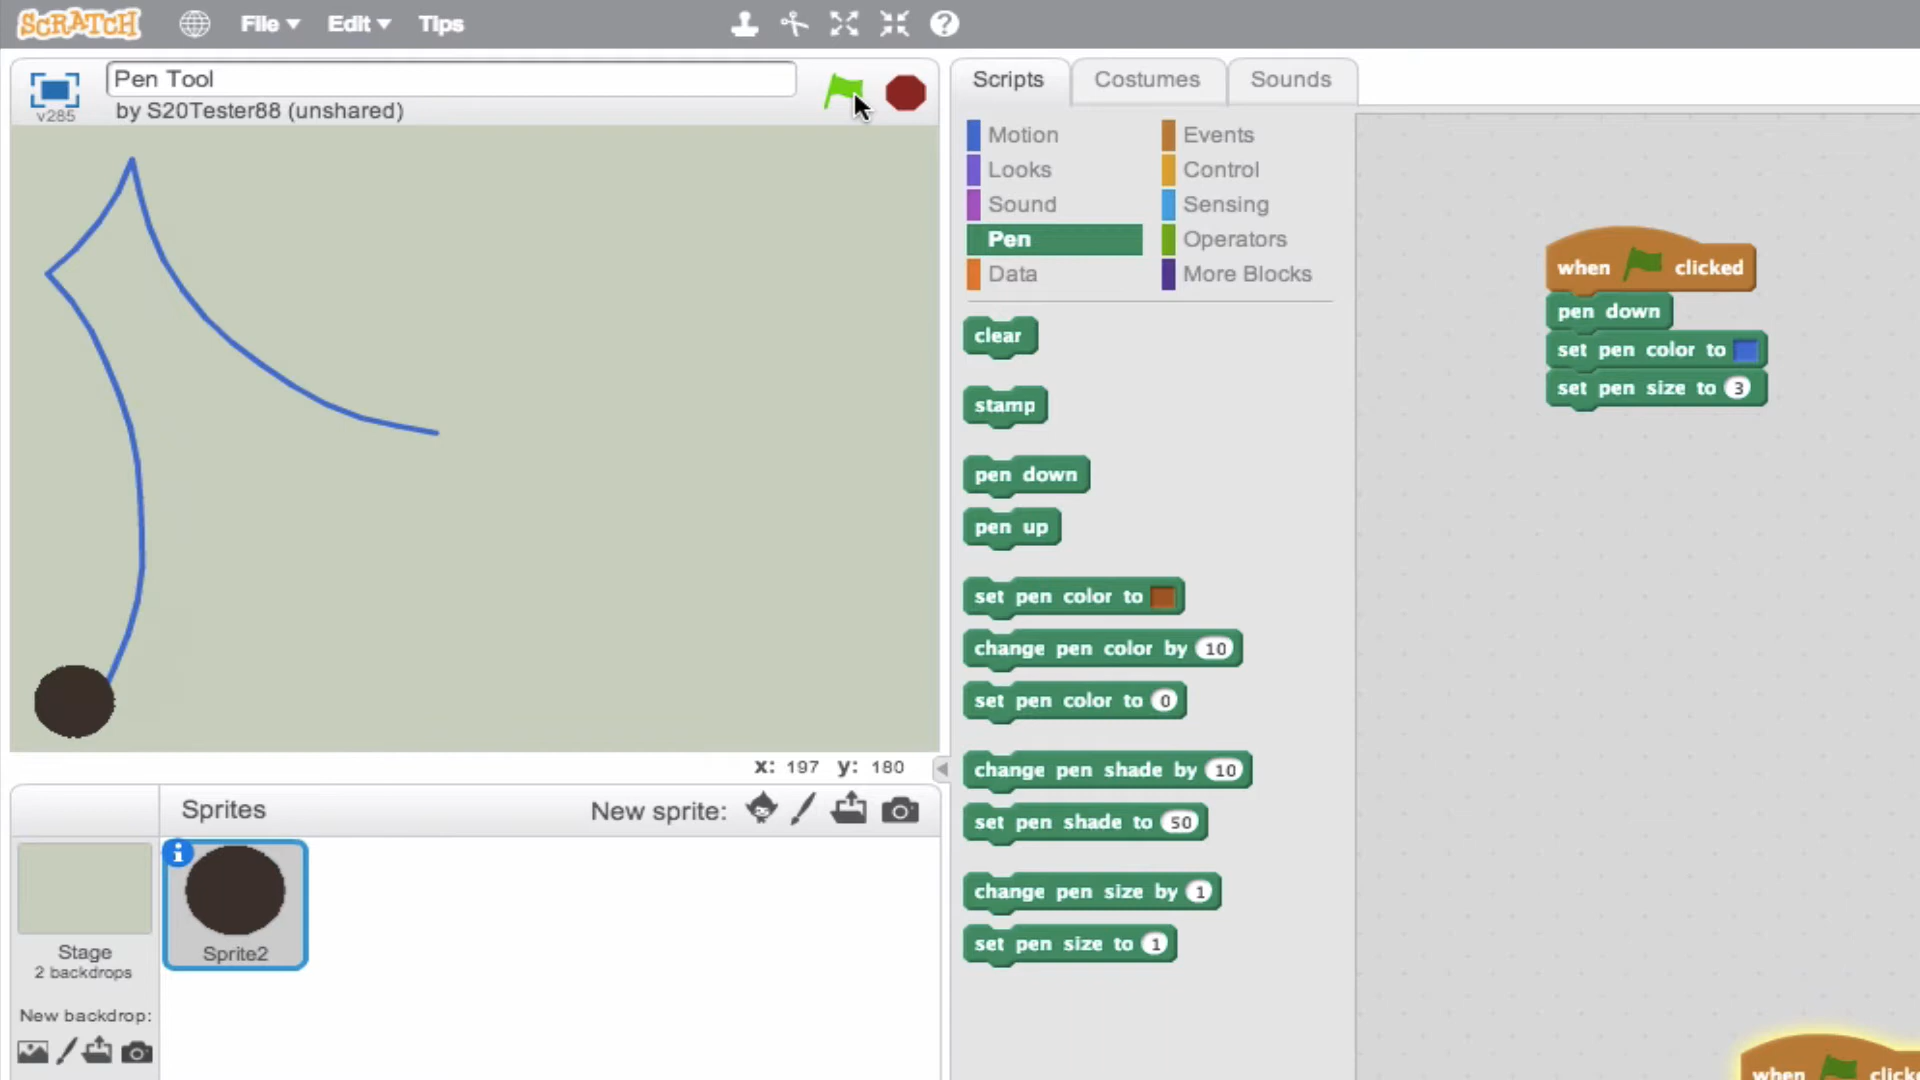 SCRATCH File Edit Tips ?
Pen Tool
by S20Tester88 (unshared)
v285
Scripts Costumes Sounds
Motion Events
Looks Control
Sound Sensing
Pen Operators
Data More Blocks
clear
stamp
pen down
pen up
set pen color to
change pen color by 10
set pen color to 0
change pen shade by 10
set pen shade to 50
change pen size by 1
set pen size to 1
when clicked
pen down
set pen color to
set pen size to 3
when
x: 197 y: 180
Sprites New sprite:
i
Sprite2
Stage
2 backdrops
New backdrop: